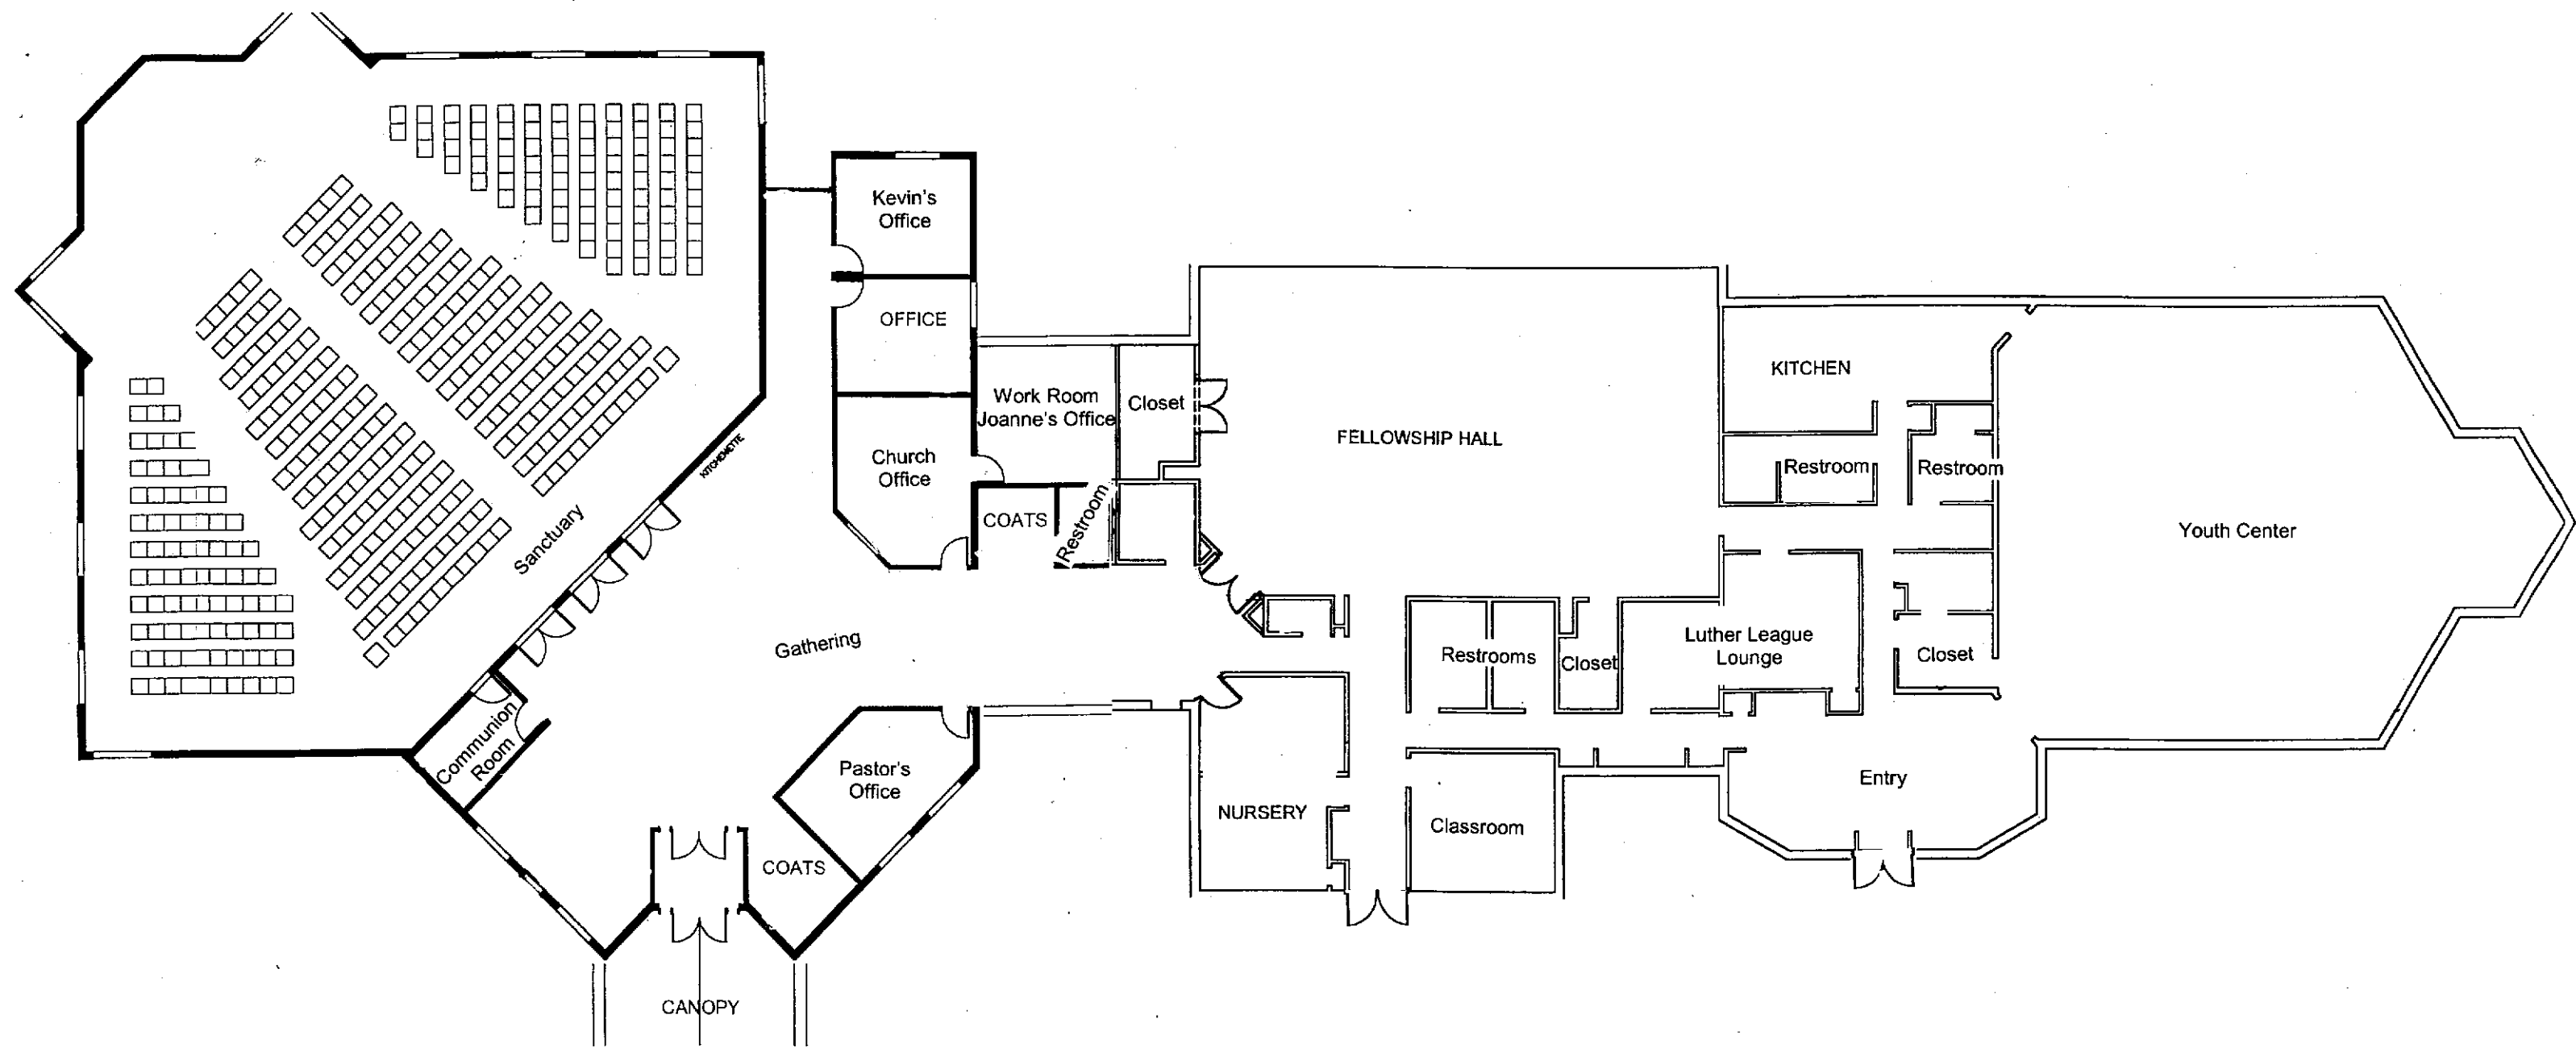 Kevin's
Office
OFFICE
Work Room
Joanne's Office
Closet
Church
Office
COATS
Restroom
KITCHENETTE
Sanctuary
Gathering
Communion
Room
Pastor's
Office
COATS
CANOPY
FELLOWSHIP HALL
KITCHEN
Restroom
Restroom
Youth Center
Restrooms
Closet
Luther League
Lounge
Closet
Entry
NURSERY
Classroom